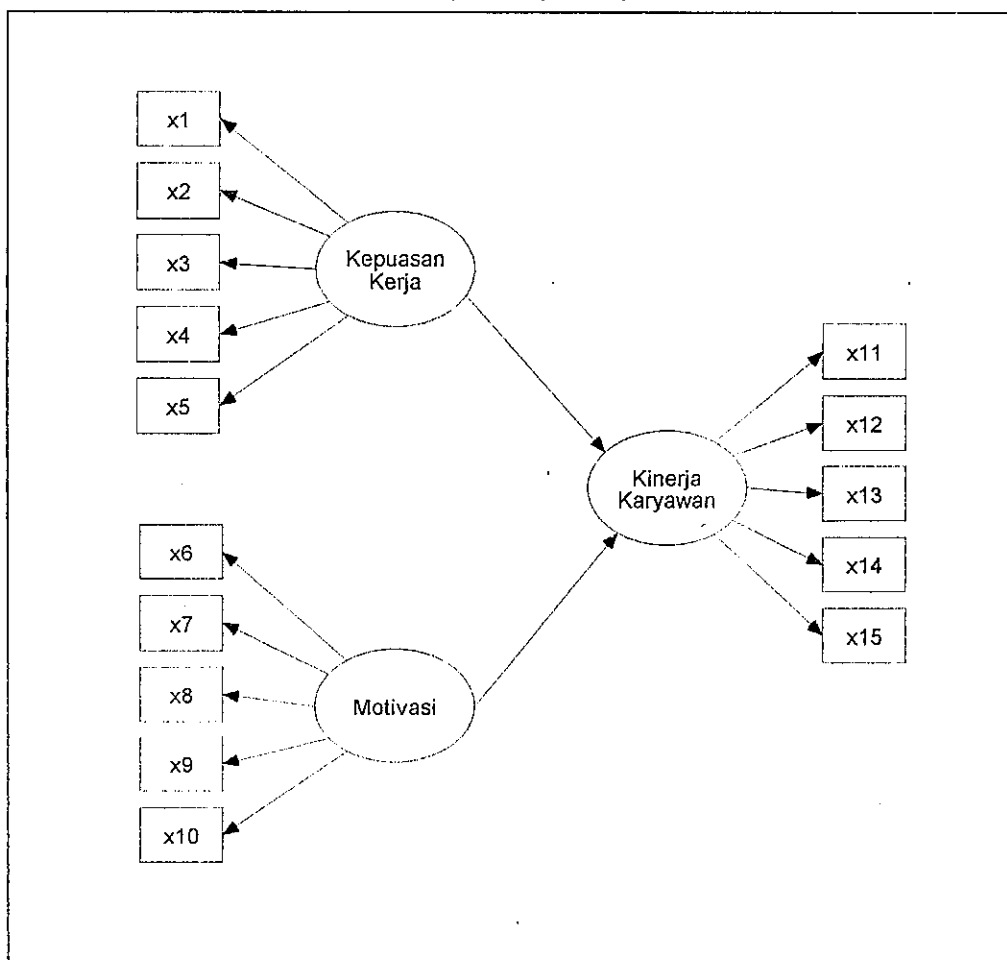 x1
x2
x3
x4
x5
Kepuasan
Kerja
x6
x7
x8
x9
x10
Motivasi
Kinerja
Karyawan
x11
x12
x13
x14
x15